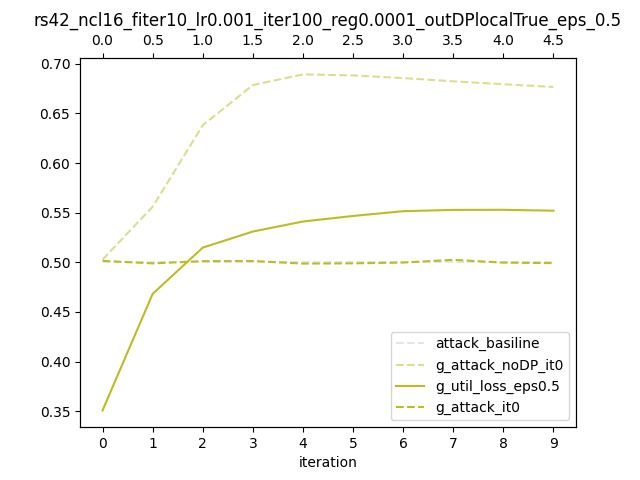 rs42_ncl16_fiter10_lr0.001_iter100_reg0.0001_outDPlocalTrue_eps_0.5
0.0 0.5 1.0 1.5 2.0 2.5 3.0 3.5 4.0 4.5
0.70
0.65
0.60
0.55
0.50
0.45
0.40
0.35
attack_basiline
g_attack_noDP_it0
g_util_loss_eps0.5
g_attack_it0
0 1 2 3 4 5 6 7 8 9
iteration